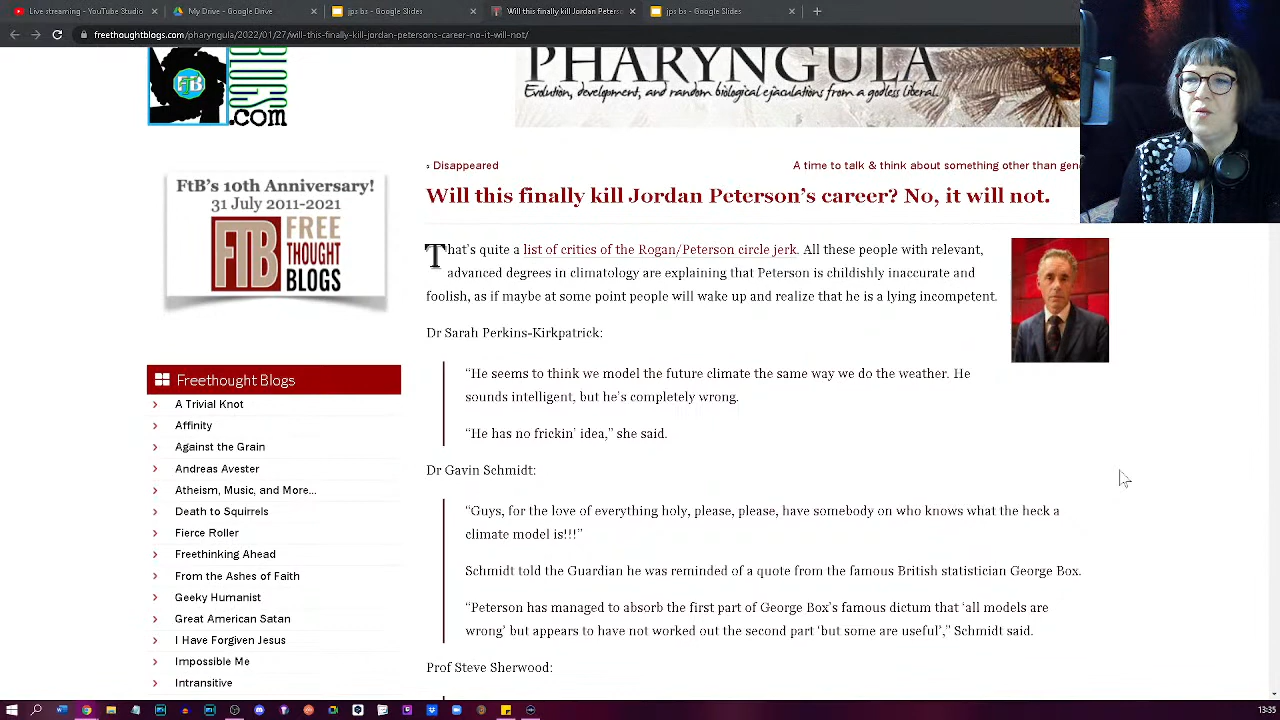 Live streaming - YouTube Studio
My Drive - Google Drive
jps bs - Google Slides
Will this finally kill Jordan Peters
jps bs - Google Slides
freethoughtblogs.com/pharyngula/2022/01/27/will-this-finally-kill-jordan-petersons-career-no-it-will-not/
BLOGS
.com
FtB
PHARYNGULA
Evolution, development, and random biological ejaculations from a godless liberal.
‹ Disappeared
A time to talk & think about something other than gen
FtB's 10th Anniversary!
31 July 2011-2021
FTB
FREE
THOUGHT
BLOGS
Will this finally kill Jordan Peterson's career? No, it will not.
That's quite a list of critics of the Rogan/Peterson circle jerk. All these people with relevant,
advanced degrees in climatology are explaining that Peterson is childishly inaccurate and
foolish, as if maybe at some point people will wake up and realize that he is a lying incompetent.
Dr Sarah Perkins-Kirkpatrick:
“He seems to think we model the future climate the same way we do the weather. He
sounds intelligent, but he's completely wrong.
“He has no frickin' idea,” she said.
Dr Gavin Schmidt:
“Guys, for the love of everything holy, please, please, have somebody on who knows what the heck a
climate model is!!!”
Schmidt told the Guardian he was reminded of a quote from the famous British statistician George Box.
“Peterson has managed to absorb the first part of George Box's famous dictum that ‘all models are
wrong’ but appears to have not worked out the second part ‘but some are useful’,” Schmidt said.
Prof Steve Sherwood:
Freethought Blogs
A Trivial Knot
Affinity
Against the Grain
Andreas Avester
Atheism, Music, and More...
Death to Squirrels
Fierce Roller
Freethinking Ahead
From the Ashes of Faith
Geeky Humanist
Great American Satan
I Have Forgiven Jesus
Impossible Me
Intransitive
13:35